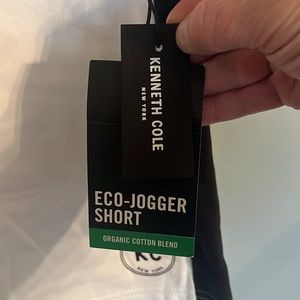 KENNETH COLE
NEW YORK
ECO-JOGGER
SHORT
ORGANIC COTTON BLEND
KC
NEW YORK